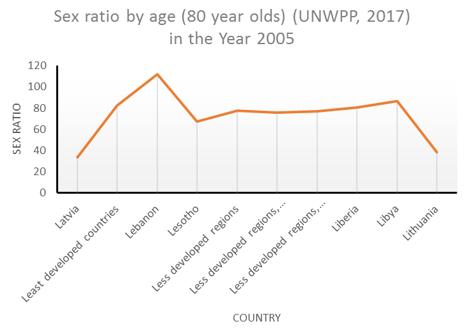 Sex ratio by age (80 year olds) (UNWPP, 2017)
in the Year 2005
120
100
80
60
40
20
0
SEX RATIO
Latvia
Least developed countries
Lebanon
Lesotho
Less developed regions
Less developed regions,...
Less developed regions,...
Liberia
Libya
Lithuania
COUNTRY